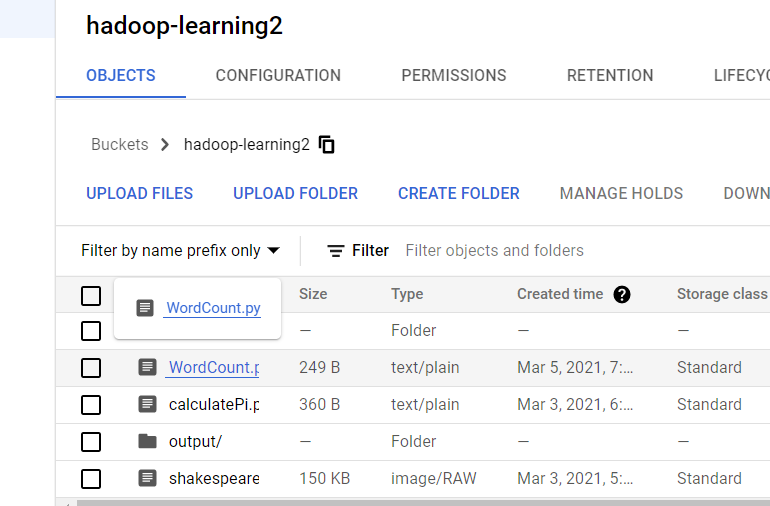 hadoop-learning2
OBJECTS CONFIGURATION PERMISSIONS RETENTION LIFECYC
Buckets hadoop-learning2
UPLOAD FILES UPLOAD FOLDER CREATE FOLDER MANAGE HOLDS DOWN
Filter by name prefix only Filter Filter objects and folders
WordCount.py Size Type Created time ? Storage class
— Folder — —
WordCount.p 249 B text/plain Mar 5, 2021, 7:... Standard
calculatePi.p 360 B text/plain Mar 3, 2021, 6:... Standard
output/ — Folder — —
shakespeare 150 KB image/RAW Mar 3, 2021, 5:... Standard